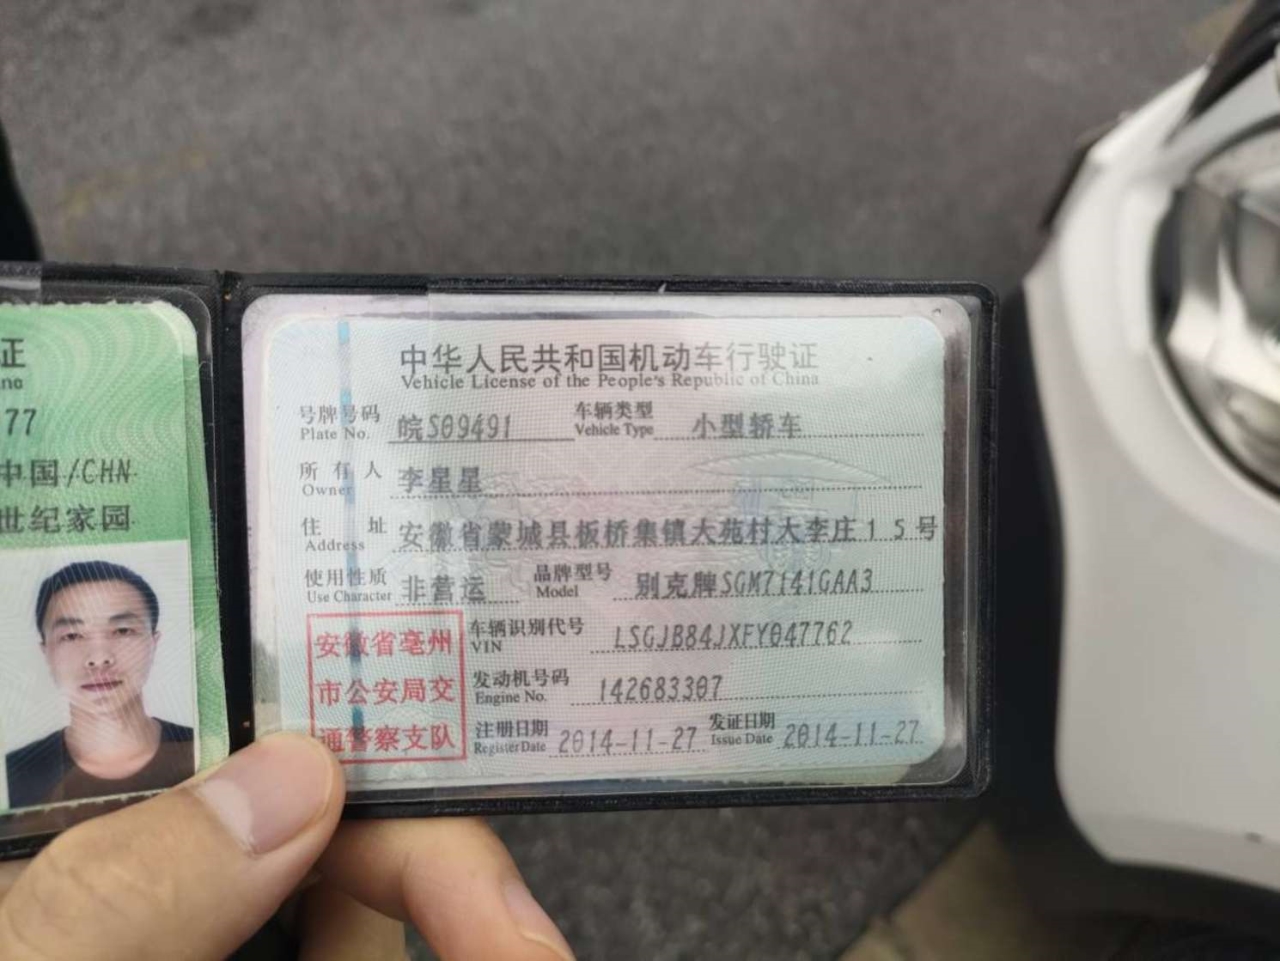 证
77
中国/CHN
世纪家园
中华人民共和国机动车行驶证
Vehicle License of the People's Republic of China
号牌号码 皖S09491 车辆类型 小型轿车
Plate No. Vehicle Type
所有人 李星星
Owner
住址 安徽省蒙城县板桥集镇大苑村大李庄15号
Address
使用性质 非营运 品牌型号 别克牌SGM7141GAA3
Use Character Model
安徽省亳州
市公安局交
通警察支队
车辆识别代号 LSGJB84JXFY047762
VIN
发动机号码 142683307
Engine No.
注册日期 2014-11-27 发证日期 2014-11-27
Register Date Issue Date